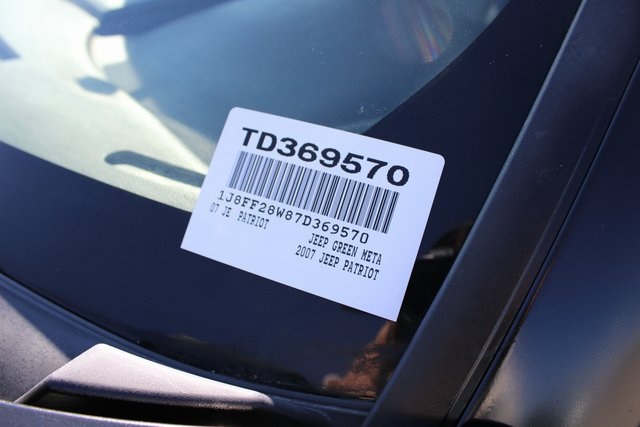 TD369570
1J8FF28W87D369570
07 JE PATRIOT
JEEP GREEN META
2007 JEEP PATRIOT